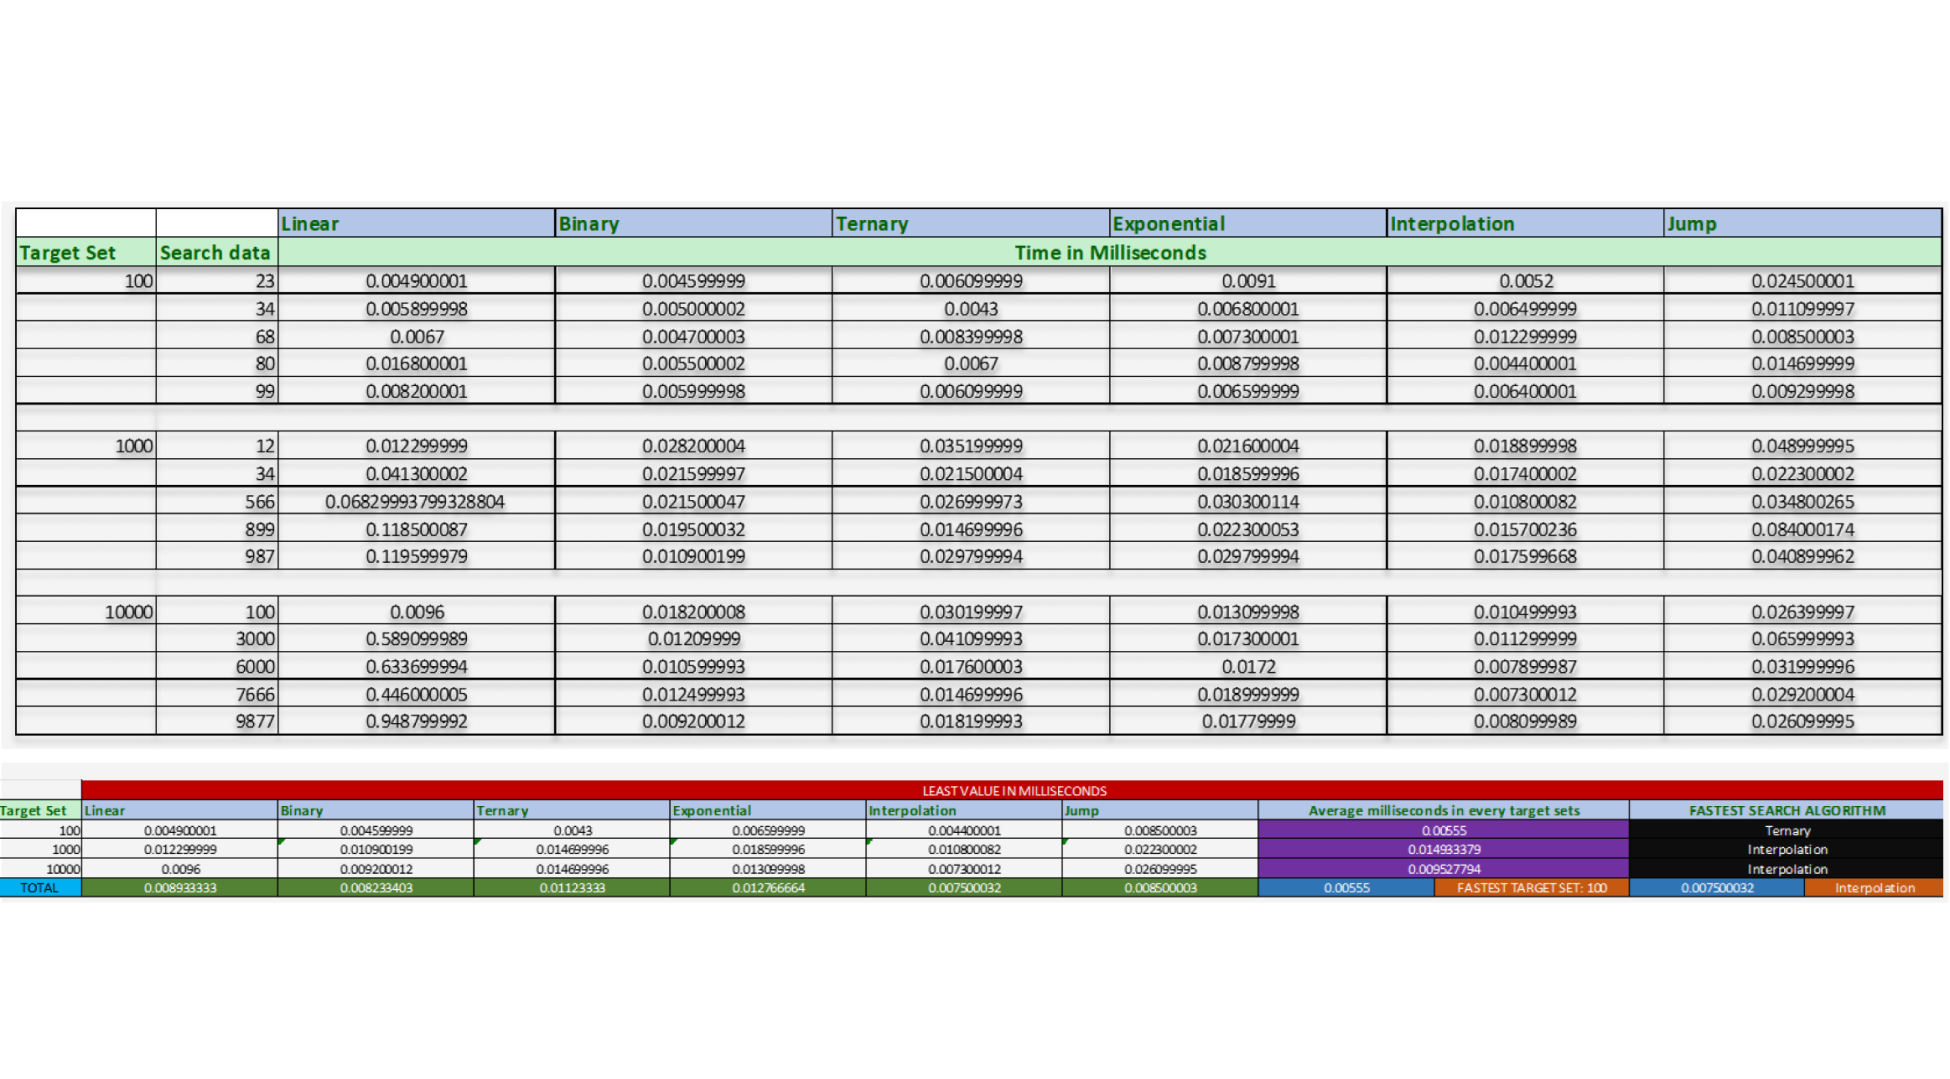 Linear Binary Ternary Exponential Interpolation Jump
Target Set Search data Time in Milliseconds
100 23 0.004900001 0.004599999 0.006099999 0.0091 0.0052 0.024500001
34 0.005899998 0.005000002 0.0043 0.006800001 0.006499999 0.011099997
68 0.0067 0.004700003 0.008399998 0.007300001 0.012299999 0.008500003
80 0.016800001 0.005500002 0.0067 0.008799998 0.004400001 0.014699999
99 0.008200001 0.005999998 0.006099999 0.006599999 0.006400001 0.009299998
1000 12 0.012299999 0.028200004 0.035199999 0.021600004 0.018899998 0.048999995
34 0.041300002 0.021599997 0.021500004 0.018599996 0.017400002 0.022300002
566 0.06829993799328804 0.021500047 0.026999973 0.030300114 0.010800082 0.034800265
899 0.118500087 0.019500032 0.014699996 0.022300053 0.015700236 0.084000174
987 0.119599979 0.010900199 0.029799994 0.029799994 0.017599668 0.040899962
10000 100 0.0096 0.018200008 0.030199997 0.013099998 0.010499993 0.026399997
3000 0.589099989 0.01209999 0.041099993 0.017300001 0.011299999 0.065999993
6000 0.633699994 0.010599993 0.017600003 0.0172 0.007899987 0.031999996
7666 0.446000005 0.012499993 0.014699996 0.018999999 0.007300012 0.029200004
9877 0.948799992 0.009200012 0.018199993 0.01779999 0.008099989 0.026099995
LEAST VALUE IN MILLISECONDS
Target Set Linear Binary Ternary Exponential Interpolation Jump Average milliseconds in every target sets FASTEST SEARCH ALGORITHM
100 0.004900001 0.004599999 0.0043 0.006599999 0.004400001 0.008500003 0.00555 Ternary
1000 0.012299999 0.010900199 0.014699996 0.018599996 0.010800082 0.022300002 0.014933379 Interpolation
10000 0.0096 0.009200012 0.014699996 0.013099998 0.007300012 0.026099995 0.009527794 Interpolation
TOTAL 0.008933333 0.008233403 0.01123333 0.012766664 0.007500032 0.008500003 0.00555 FASTEST TARGET SET: 100 0.007500032 Interpolation